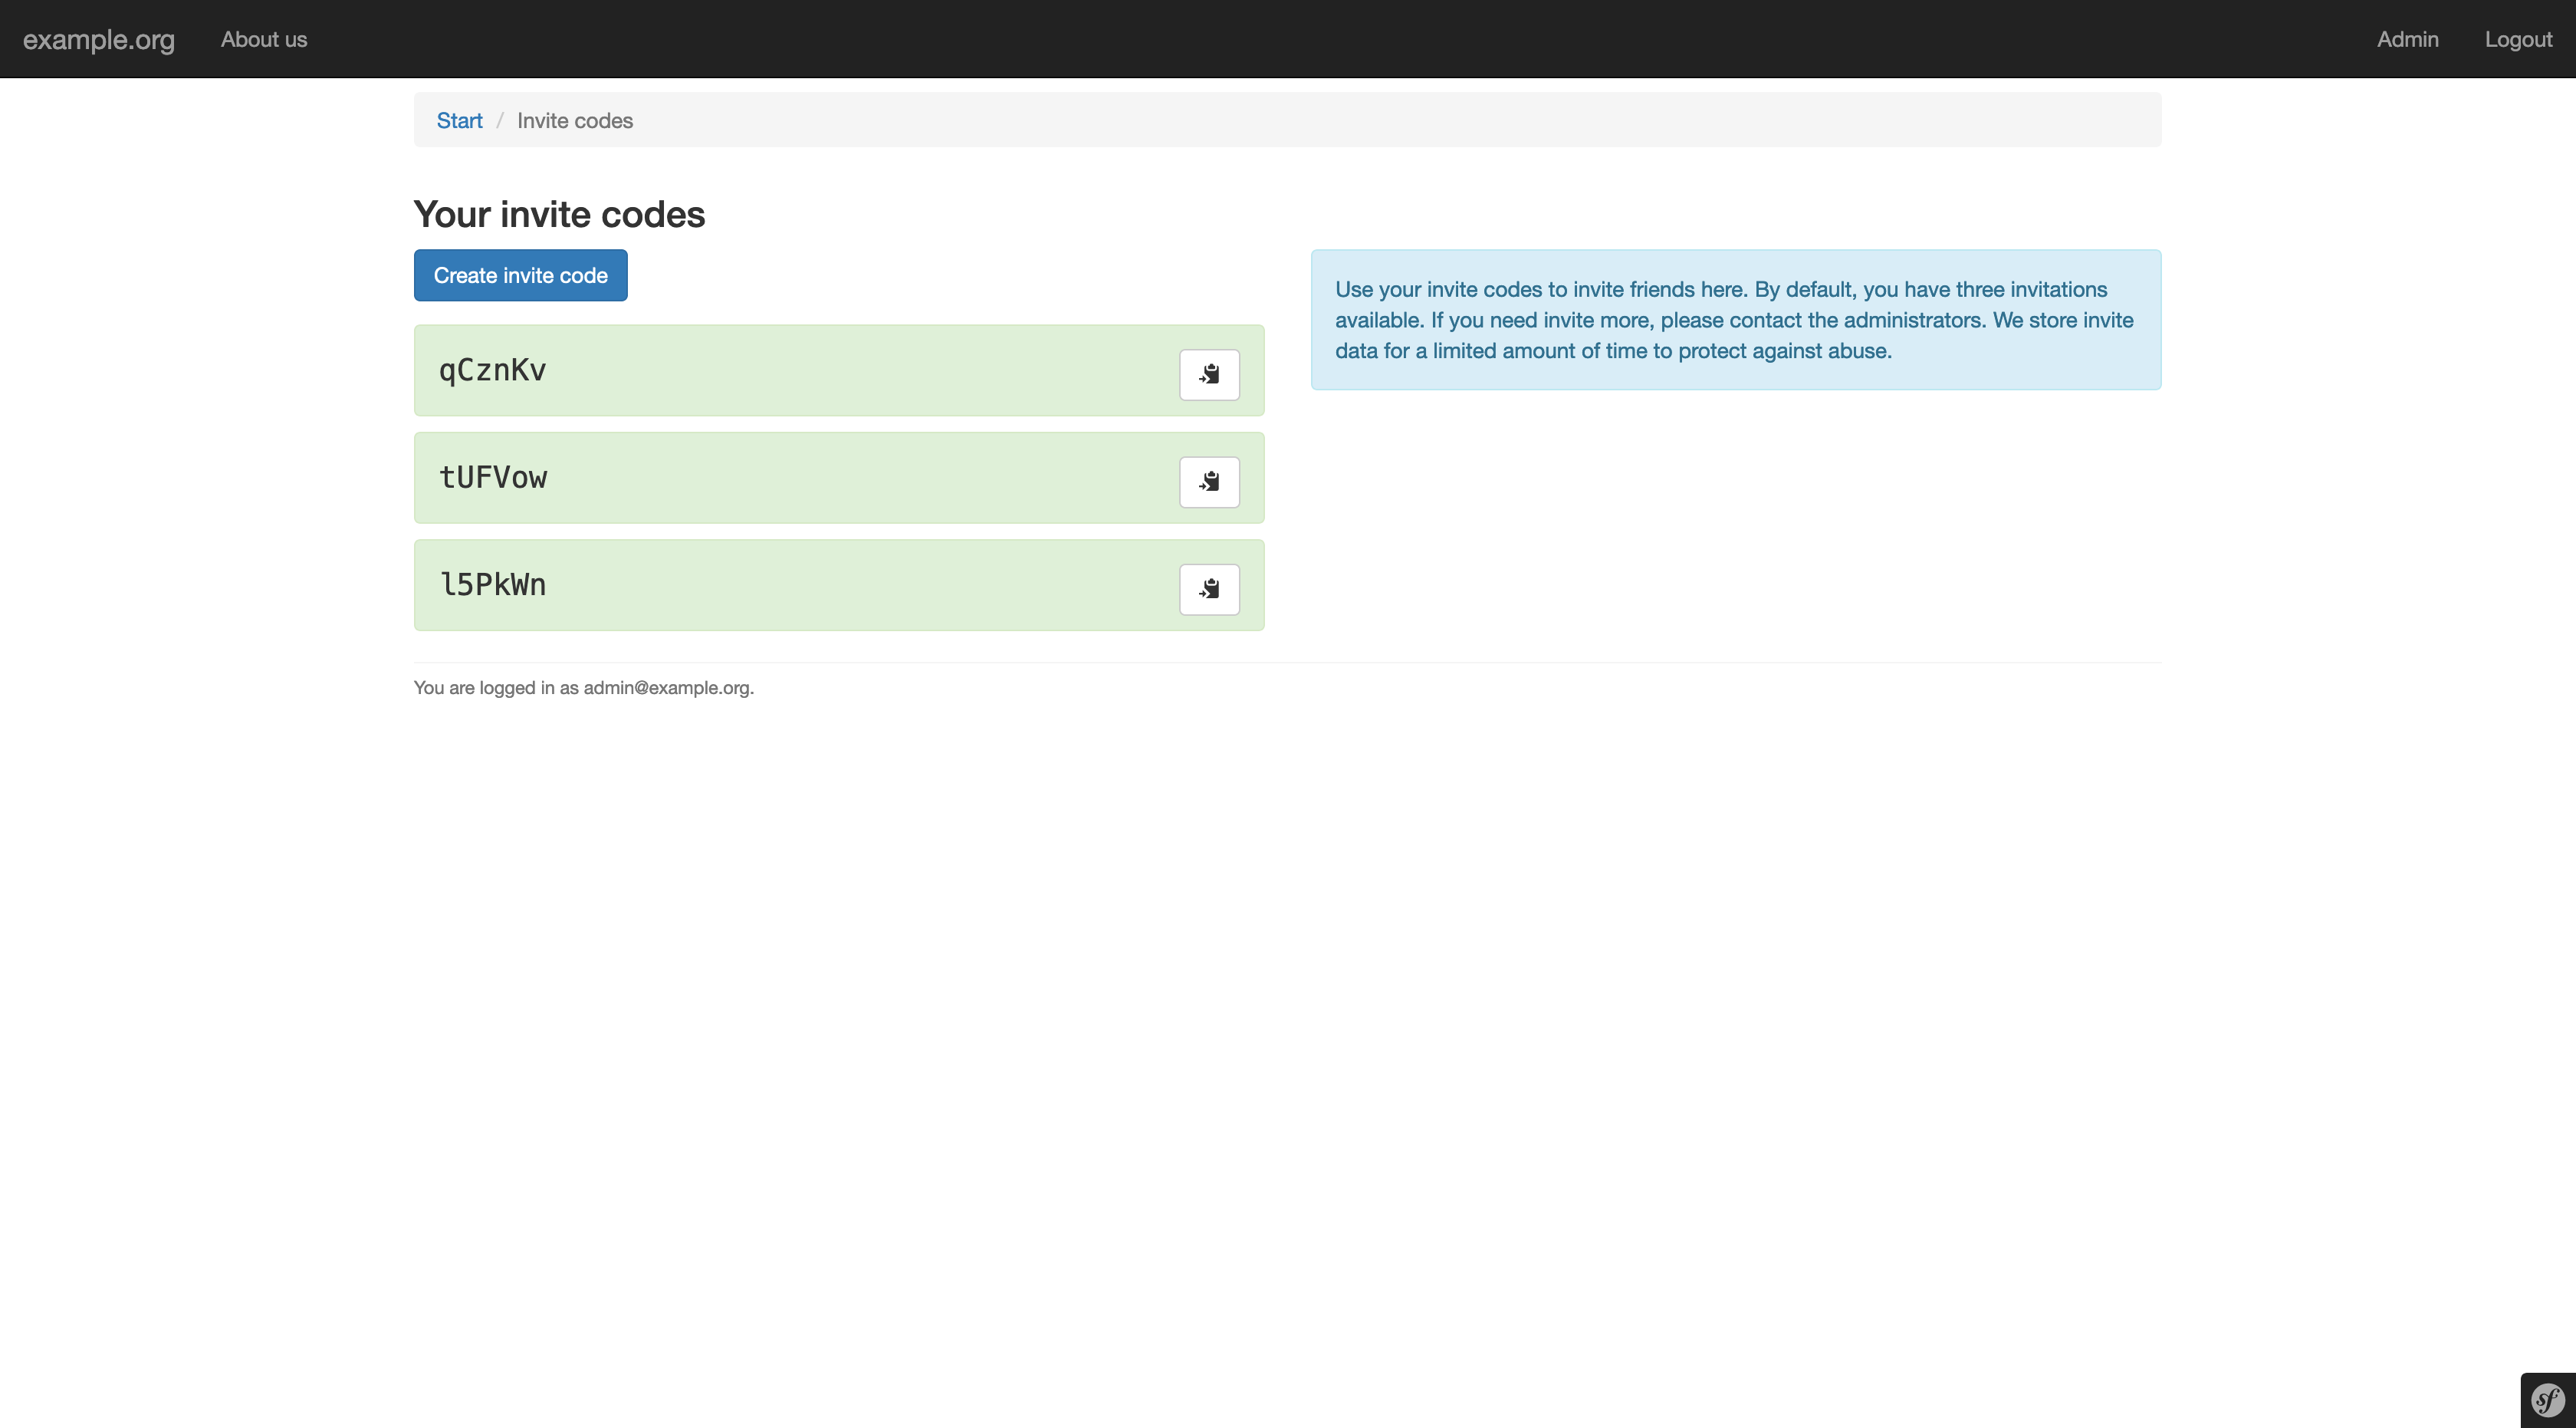 example.org About us Admin Logout
Start / Invite codes
Your invite codes
Create invite code
Use your invite codes to invite friends here. By default, you have three invitations
available. If you need invite more, please contact the administrators. We store invite
data for a limited amount of time to protect against abuse.
qCznKv
tUFVow
l5PkWn
You are logged in as admin@example.org.
sf